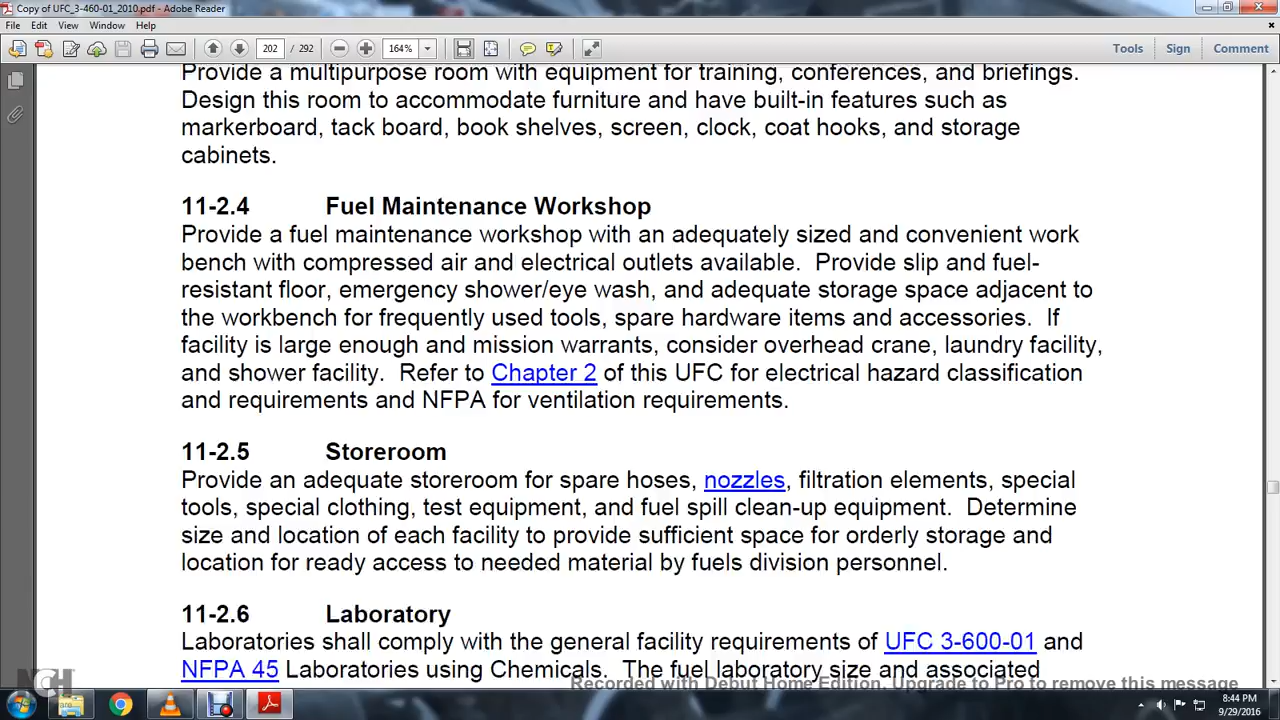 Copy of UFC_3-460-01_2010.pdf - Adobe Reader
File Edit View Window Help
202 / 292 164% Tools Sign Comment
Provide a multipurpose room with equipment for training, conferences, and briefings.
Design this room to accommodate furniture and have built-in features such as
markerboard, tack board, book shelves, screen, clock, coat hooks, and storage
cabinets.
11-2.4 Fuel Maintenance Workshop
Provide a fuel maintenance workshop with an adequately sized and convenient work
bench with compressed air and electrical outlets available. Provide slip and fuel-
resistant floor, emergency shower/eye wash, and adequate storage space adjacent to
the workbench for frequently used tools, spare hardware items and accessories. If
facility is large enough and mission warrants, consider overhead crane, laundry facility,
and shower facility. Refer to Chapter 2 of this UFC for electrical hazard classification
and requirements and NFPA for ventilation requirements.
11-2.5 Storeroom
Provide an adequate storeroom for spare hoses, nozzles, filtration elements, special
tools, special clothing, test equipment, and fuel spill clean-up equipment. Determine
size and location of each facility to provide sufficient space for orderly storage and
location for ready access to needed material by fuels division personnel.
11-2.6 Laboratory
Laboratories shall comply with the general facility requirements of UFC 3-600-01 and
NFPA 45 Laboratories using Chemicals. The fuel laboratory size and associated
Recorded with Debut Home Edition. Upgrade to Pro to remove this message
NCH
8:44 PM
9/29/2016